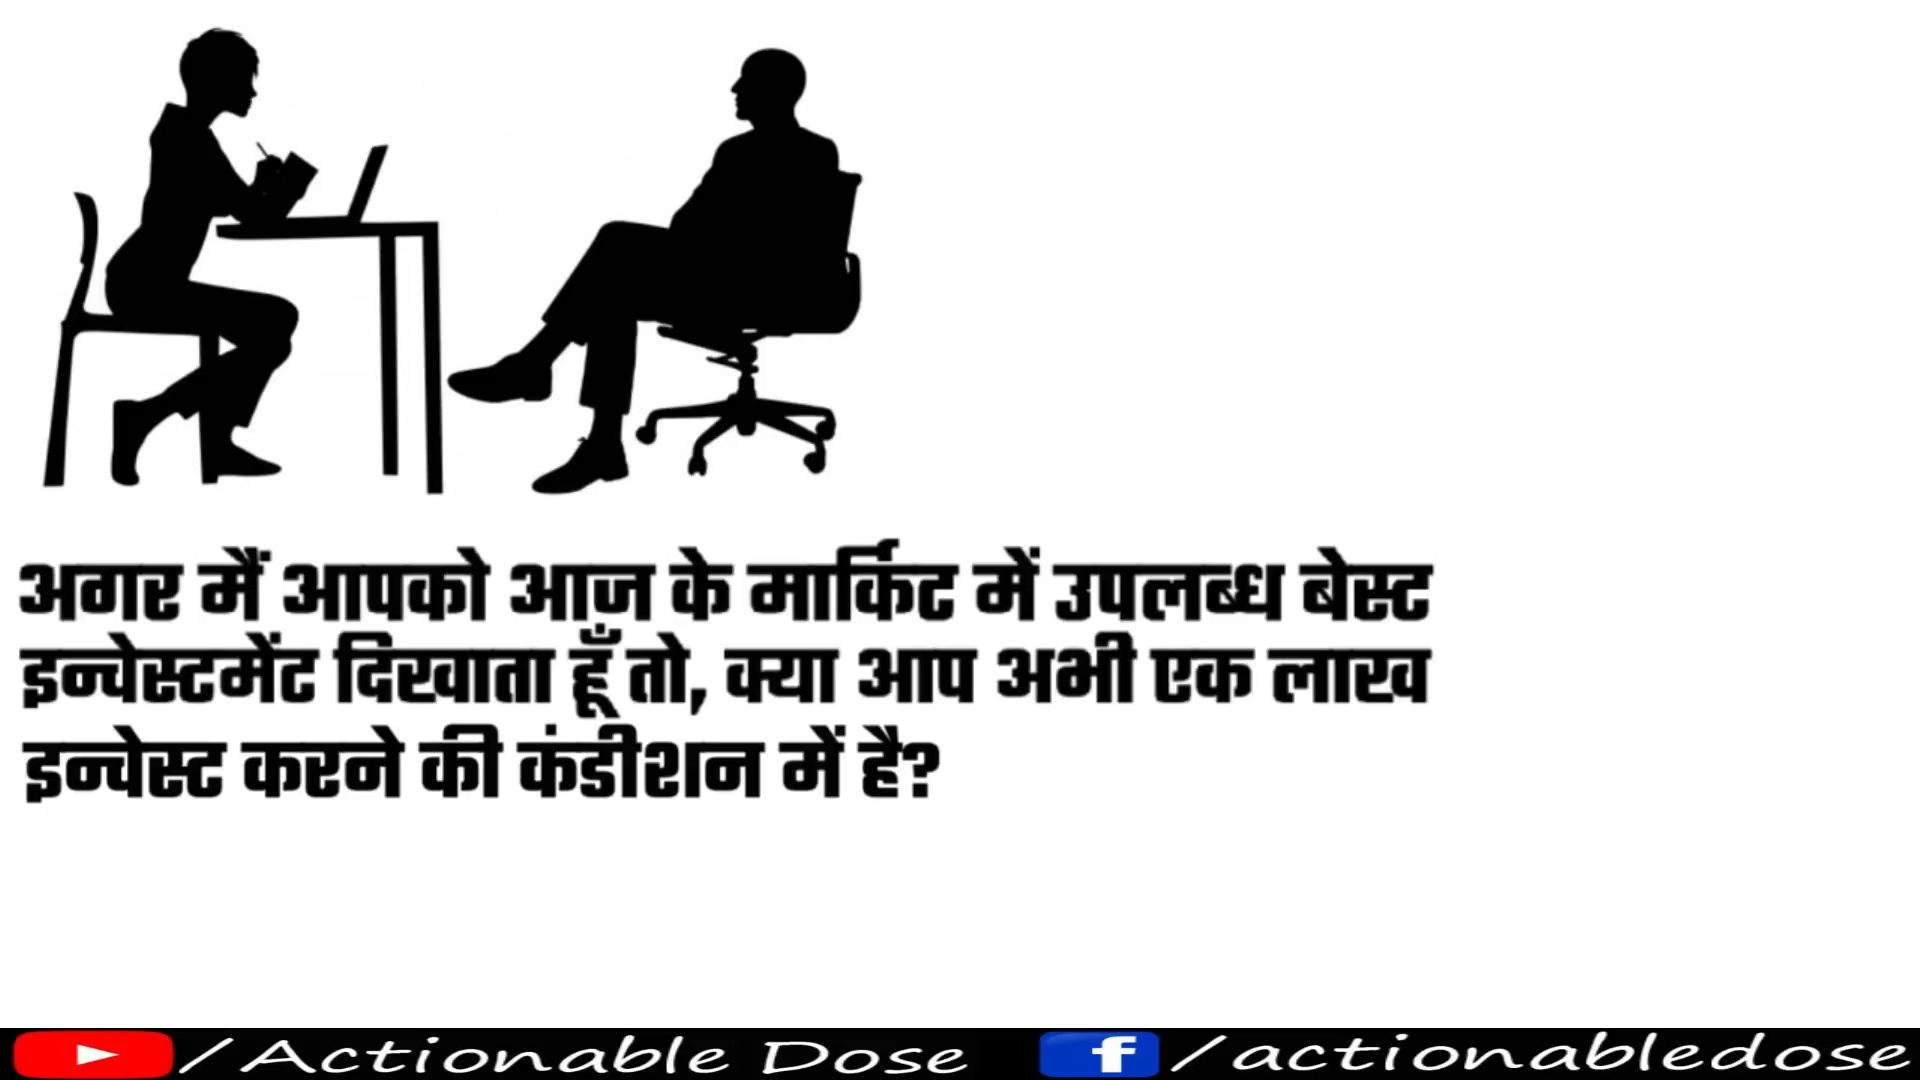 अगर मैं आपको आज के मार्किट में उपलब्ध बेस्ट
इन्वेस्टमेंट दिखाता हूँ तो, क्या आप अभी एक लाख
इन्वेस्ट करने की कंडीशन में है?
/Actionable Dose f /actionabledose